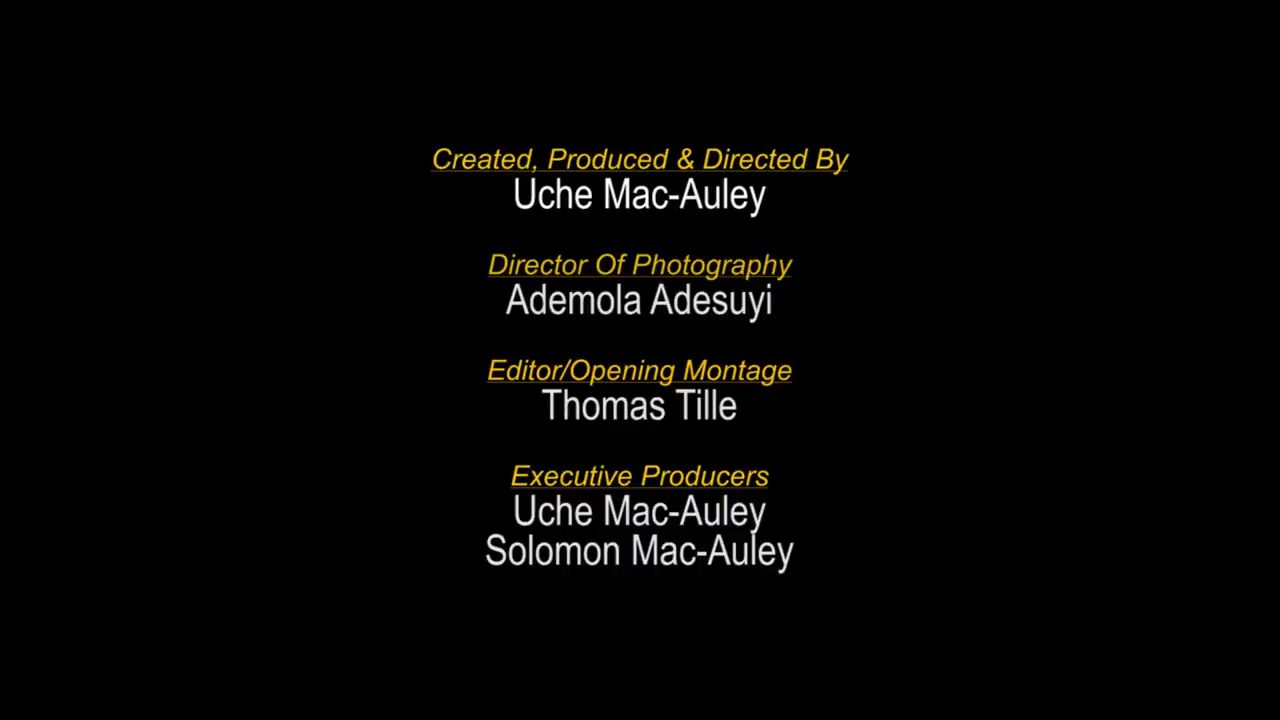 Created, Produced & Directed By
Uche Mac-Auley
Director Of Photography
Ademola Adesuyi
Editor/Opening Montage
Thomas Tille
Executive Producers
Uche Mac-Auley
Solomon Mac-Auley